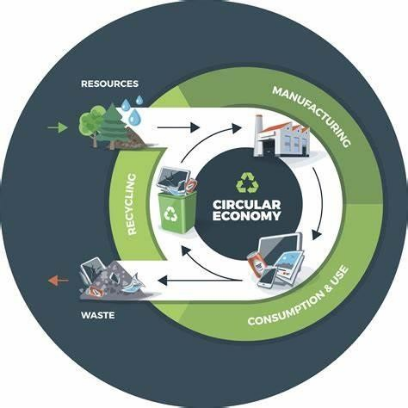 RESOURCES
MANUFACTURING
RECYCLING
CIRCULAR
ECONOMY
WASTE
CONSUMPTION & USE